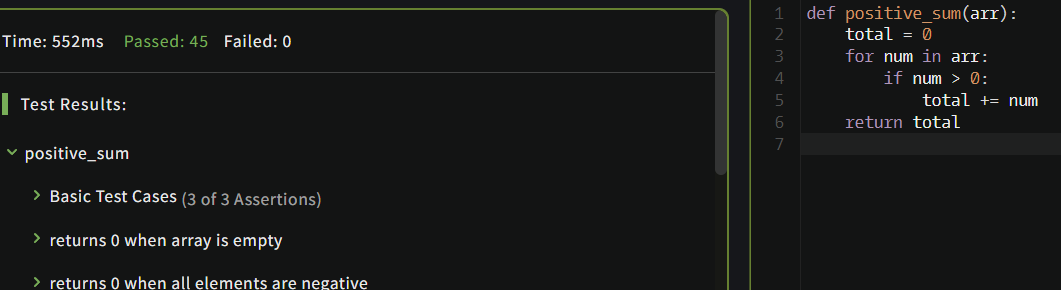 Time: 552ms Passed: 45 Failed: 0
Test Results:
positive_sum
Basic Test Cases (3 of 3 Assertions)
returns 0 when array is empty
returns 0 when all elements are negative
1 def positive_sum(arr):
2     total = 0
3     for num in arr:
4         if num > 0:
5             total += num
6     return total
7